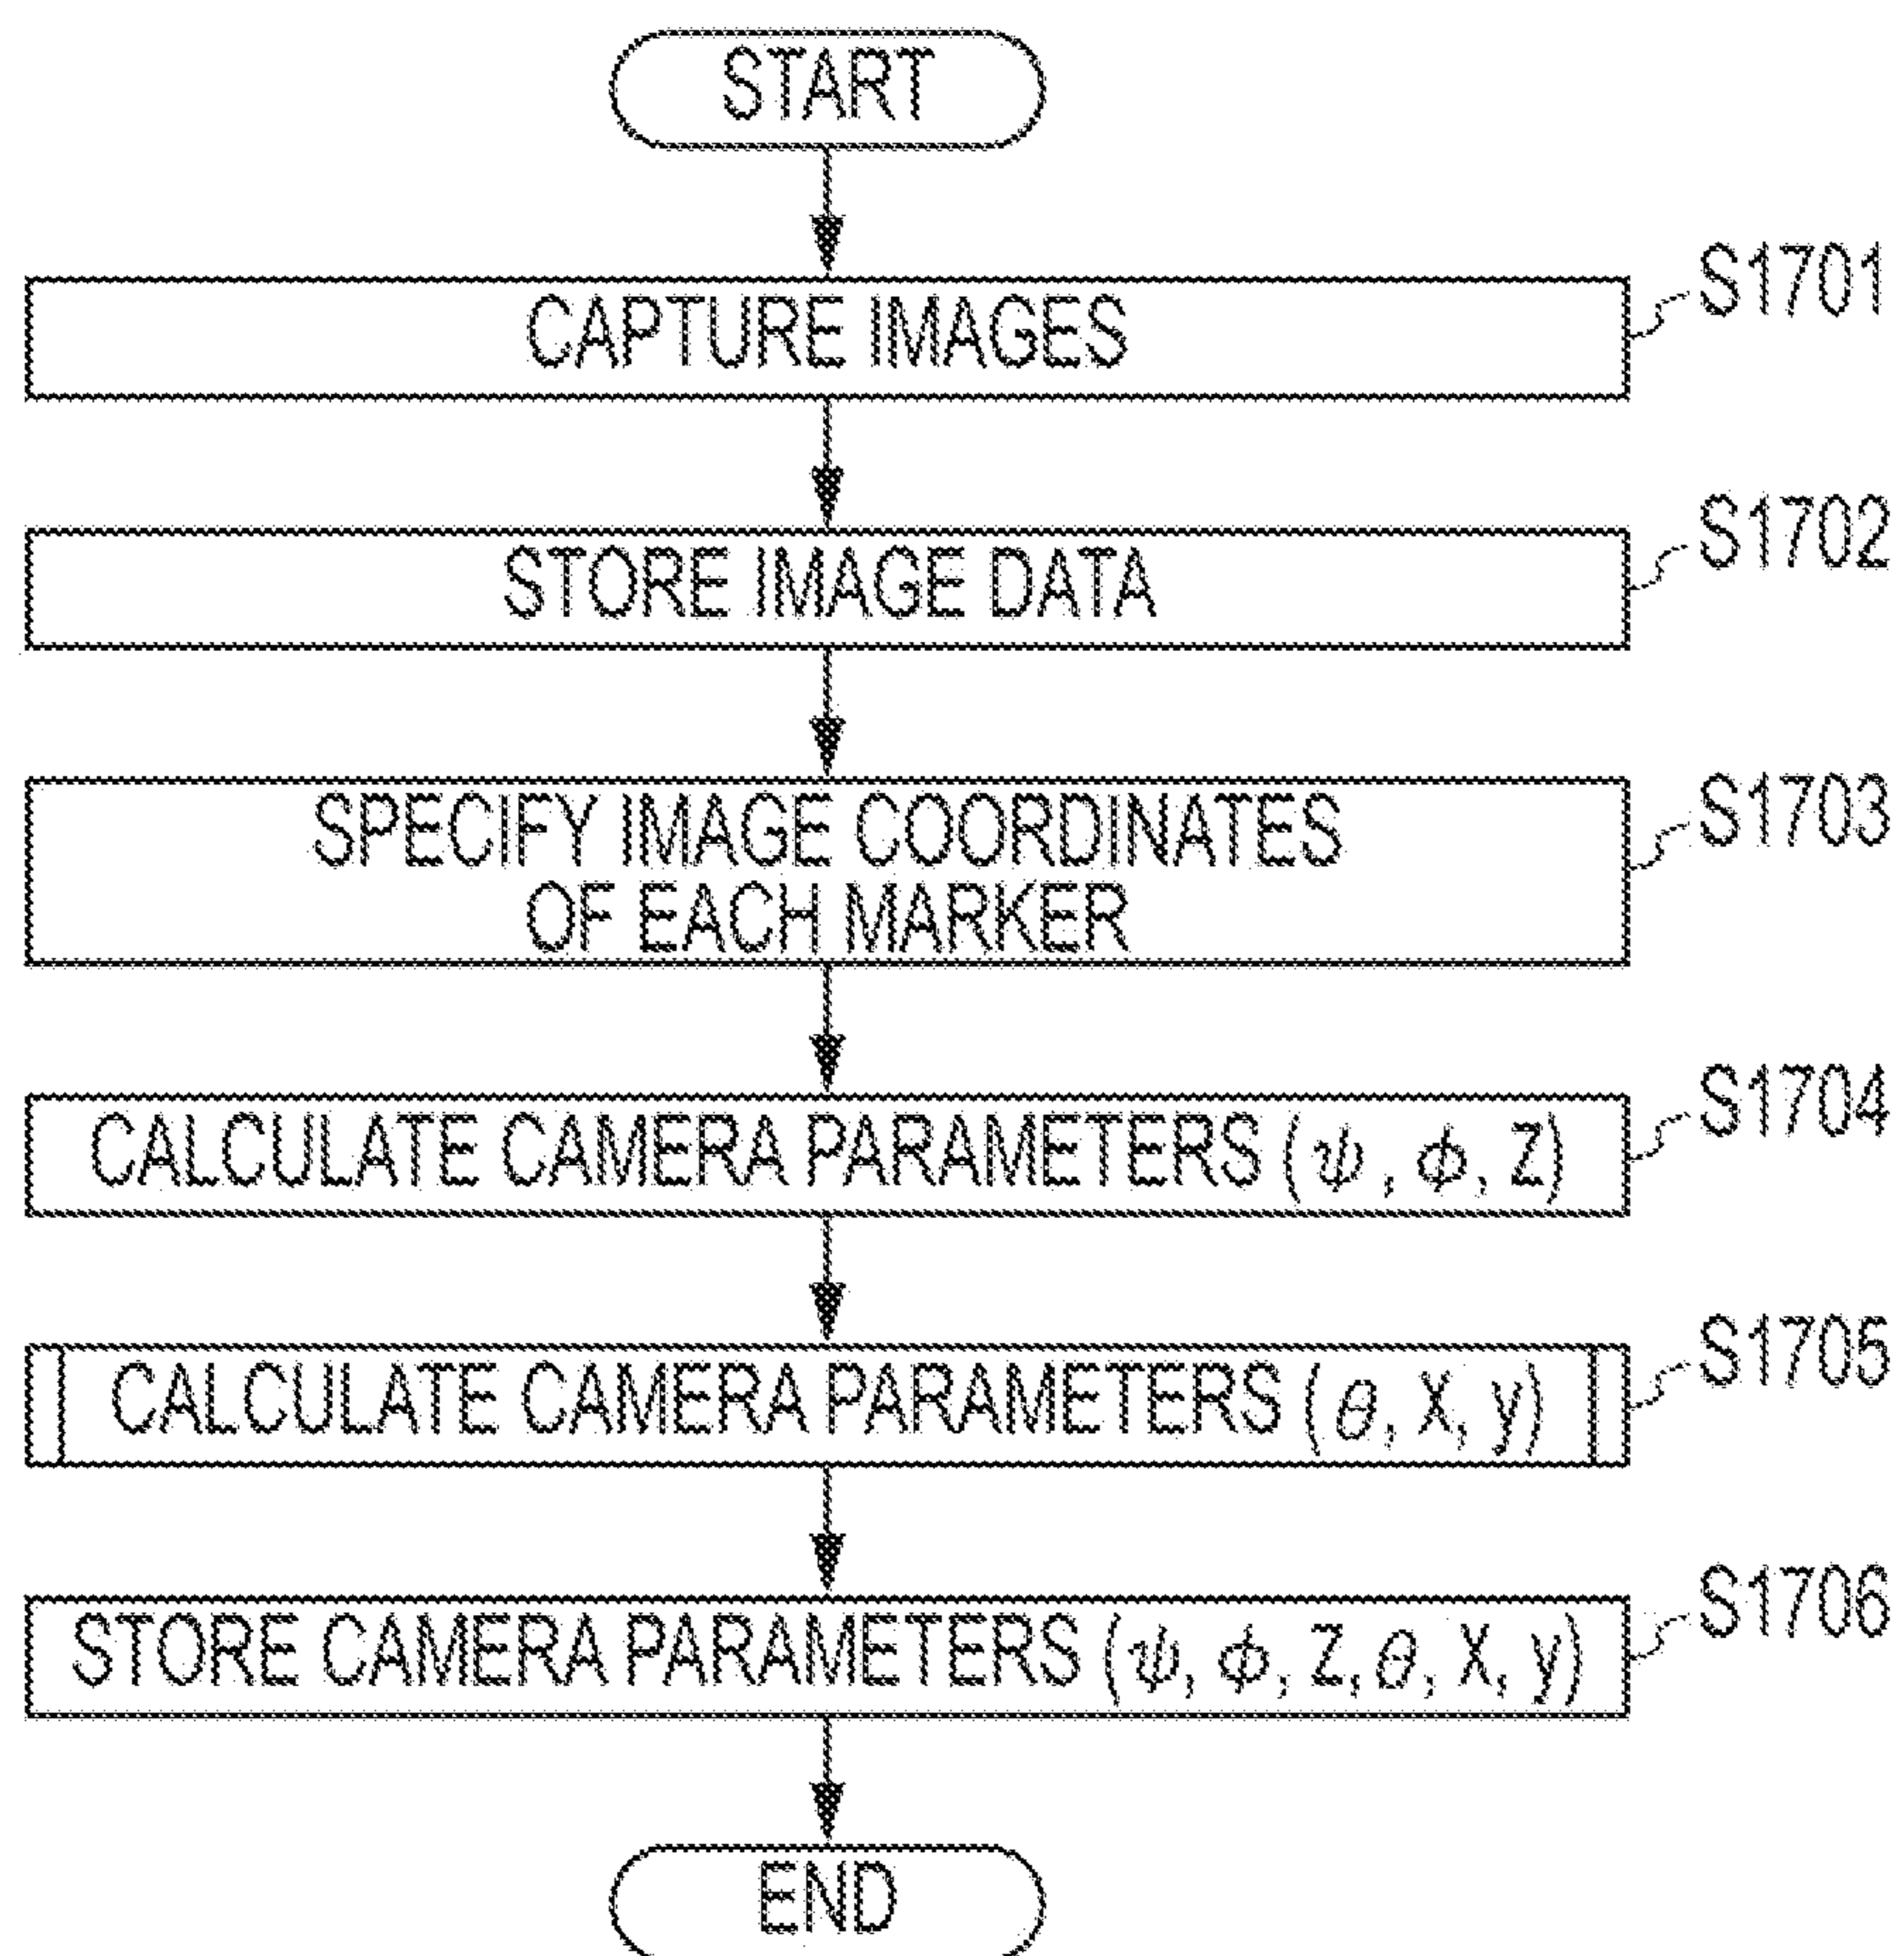 START
CAPTURE IMAGES
S1701
STORE IMAGE DATA
S1702
SPECIFY IMAGE COORDINATES
OF EACH MARKER
S1703
CALCULATE CAMERA PARAMETERS (ψ, ϕ, Z)
S1704
CALCULATE CAMERA PARAMETERS (θ, X, y)
S1705
STORE CAMERA PARAMETERS (ψ, ϕ, Z, θ, X, y)
S1706
END